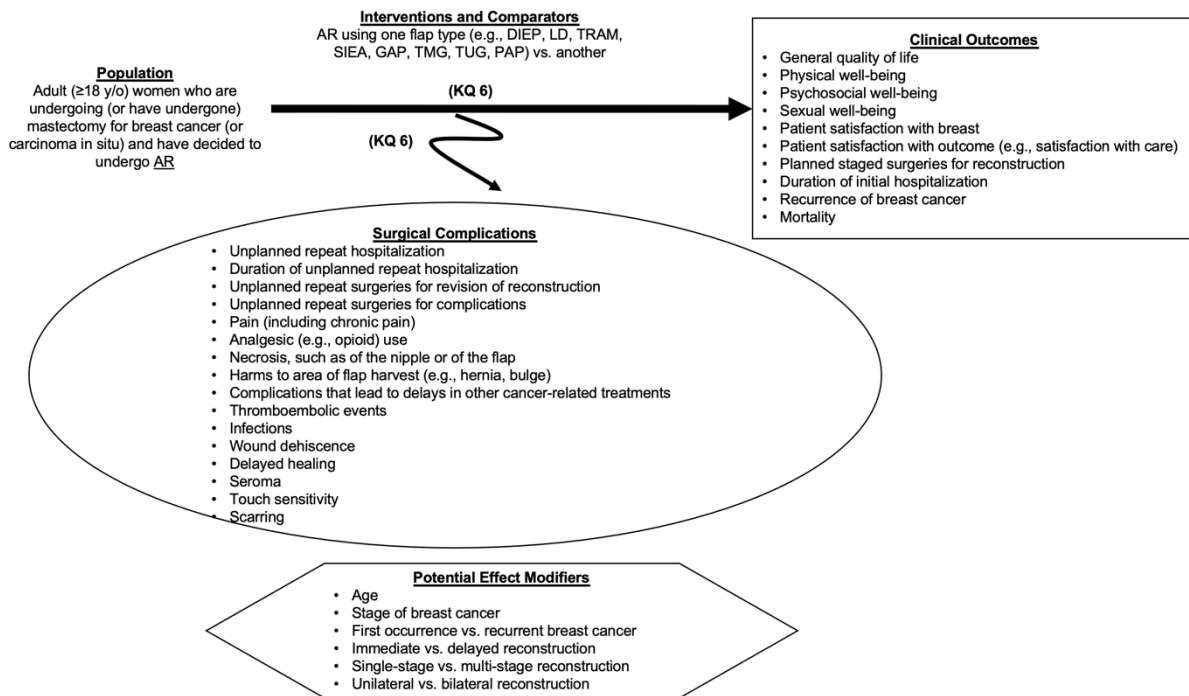 Interventions and Comparators
AR using one flap type (e.g., DIEP, LD, TRAM,
SIEA, GAP, TMG, TUG, PAP) vs. another
Population
Adult (≥18 y/o) women who are
undergoing (or have undergone)
mastectomy for breast cancer (or
carcinoma in situ) and have decided to
undergo AR
(KQ 6)
(KQ 6)
Clinical Outcomes
• General quality of life
• Physical well-being
• Psychosocial well-being
• Sexual well-being
• Patient satisfaction with breast
• Patient satisfaction with outcome (e.g., satisfaction with care)
• Planned staged surgeries for reconstruction
• Duration of initial hospitalization
• Recurrence of breast cancer
• Mortality
Surgical Complications
• Unplanned repeat hospitalization
• Duration of unplanned repeat hospitalization
• Unplanned repeat surgeries for revision of reconstruction
• Unplanned repeat surgeries for complications
• Pain (including chronic pain)
• Analgesic (e.g., opioid) use
• Necrosis, such as of the nipple or of the flap
• Harms to area of flap harvest (e.g., hernia, bulge)
• Complications that lead to delays in other cancer-related treatments
• Thromboembolic events
• Infections
• Wound dehiscence
• Delayed healing
• Seroma
• Touch sensitivity
• Scarring
Potential Effect Modifiers
• Age
• Stage of breast cancer
• First occurrence vs. recurrent breast cancer
• Immediate vs. delayed reconstruction
• Single-stage vs. multi-stage reconstruction
• Unilateral vs. bilateral reconstruction